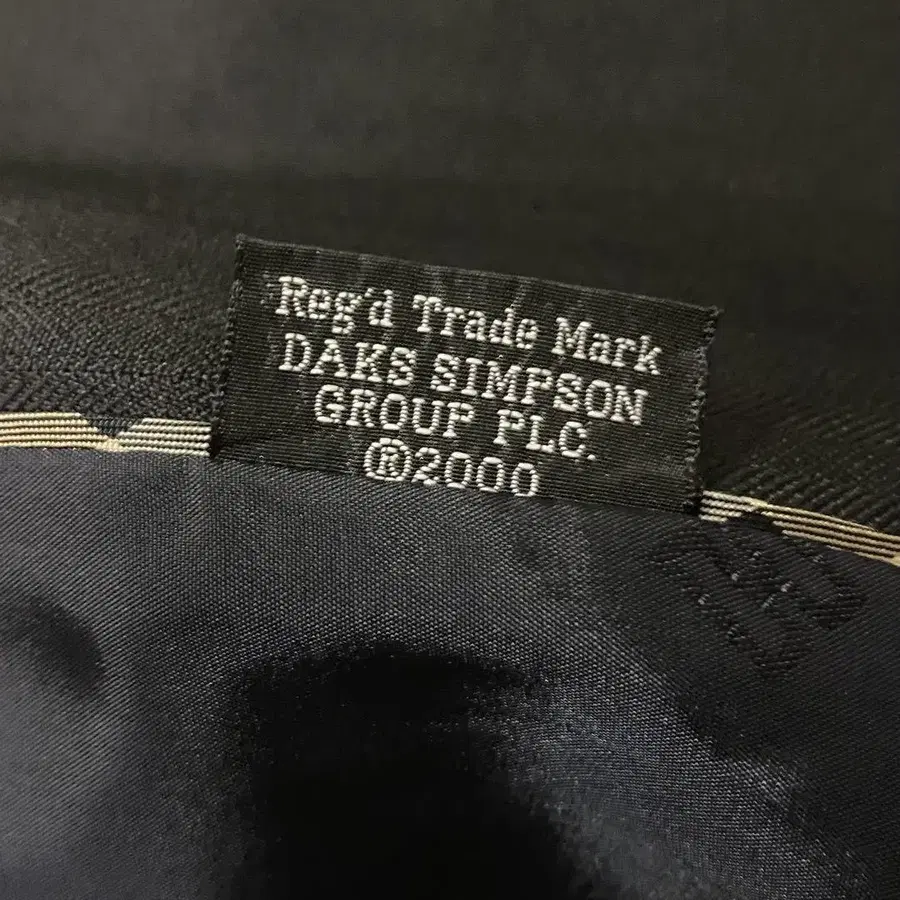 Reg'd Trade Mark
DAKS SIMPSON
GROUP PLC.
®2000